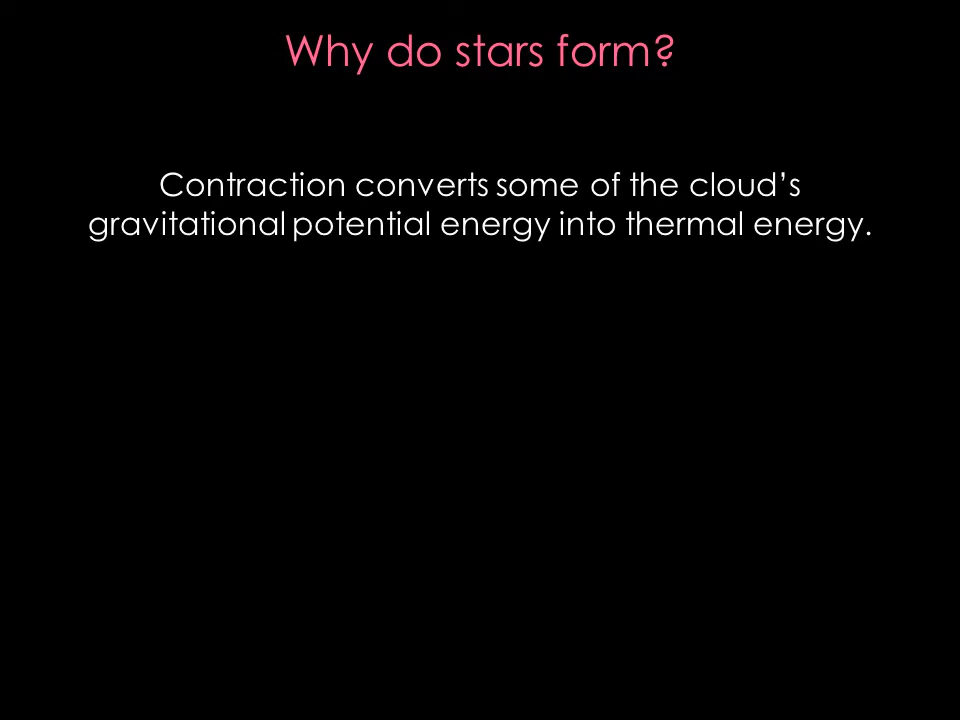 Why do stars form?
Contraction converts some of the cloud’s
gravitational potential energy into thermal energy.